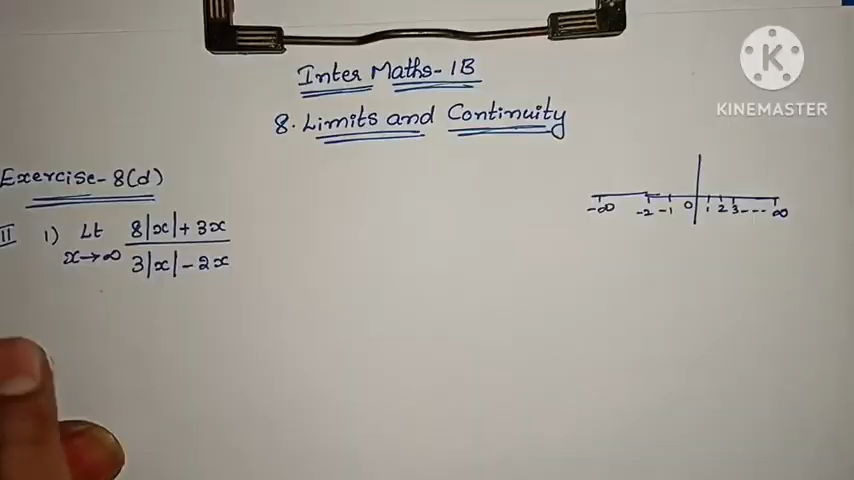 Inter Maths-1B
K
KINEMASTER
8. Limits and Continuity
Exercise-8(d)
II 1) Lt 8|x|+3x
x→∞ 3|x|-2x
-∞ -2 -1 0 1 2 3 --- ∞